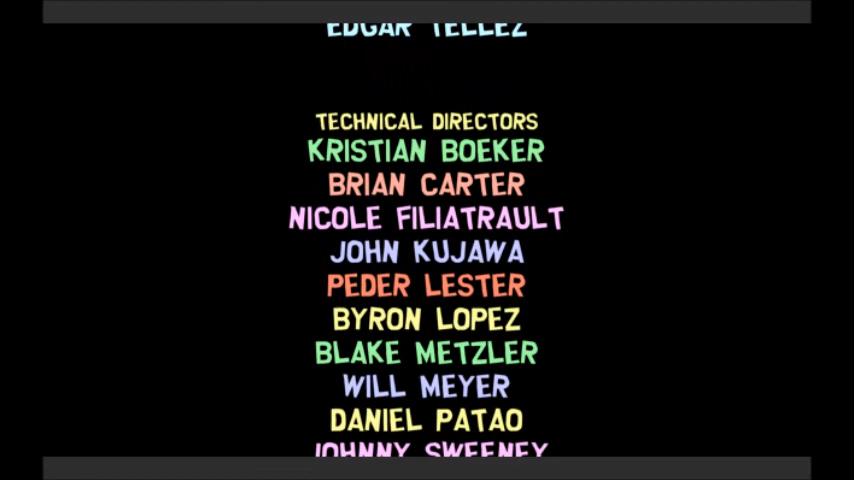 EDGAR TELLEZ
TECHNICAL DIRECTORS
KRISTIAN BOEKER
BRIAN CARTER
NICOLE FILIATRAULT
JOHN KUJAWA
PEDER LESTER
BYRON LOPEZ
BLAKE METZLER
WILL MEYER
DANIEL PATAO
JOHNNY SWEENEY